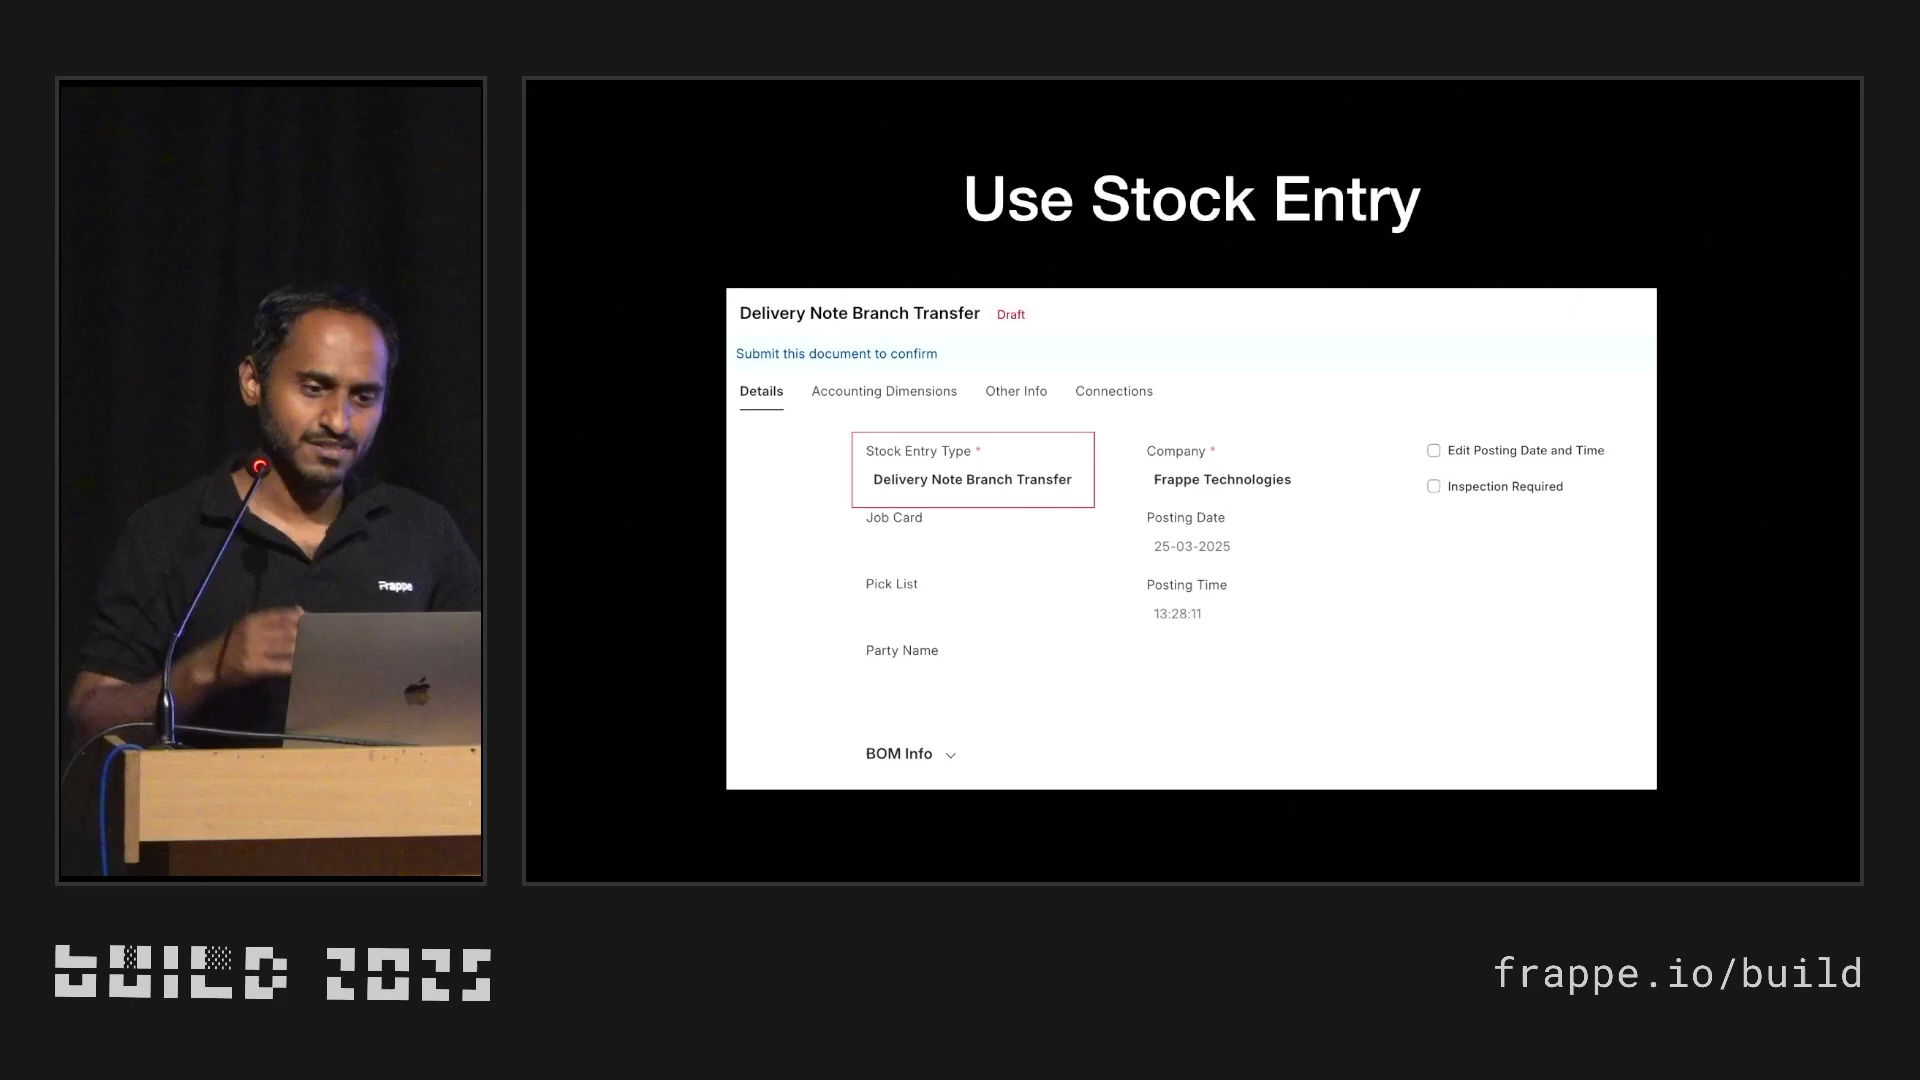 Frappe
Use Stock Entry
Delivery Note Branch Transfer Draft
Submit this document to confirm
Details Accounting Dimensions Other Info Connections
Stock Entry Type *
Delivery Note Branch Transfer
Job Card
Pick List
Party Name
BOM Info
Company *
Frappe Technologies
Posting Date
25-03-2025
Posting Time
13:28:11
Edit Posting Date and Time
Inspection Required
BUILD 2025
frappe.io/build